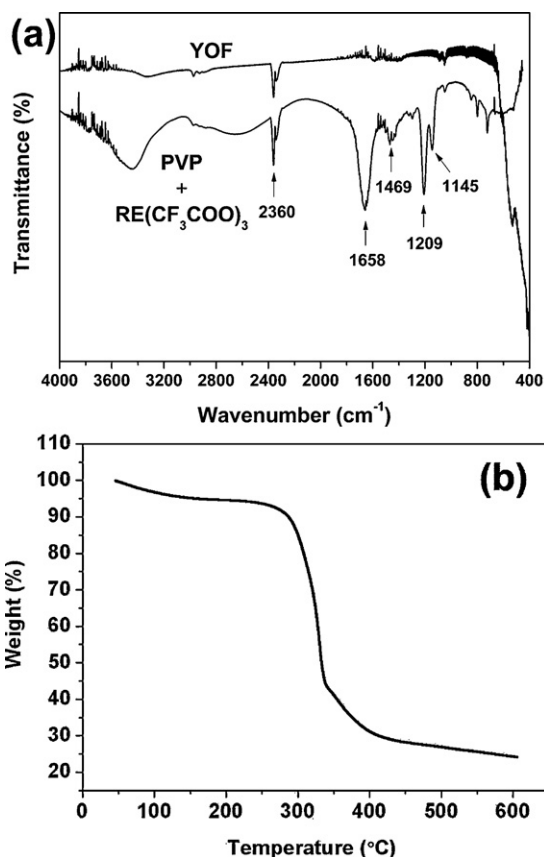 (a)
YOF
PVP
+
RE(CF₃COO)₃
2360
1658
1469
1209
1145
Transmittance (%)
4000 3600 3200 2800 2400 2000 1600 1200 800 400
Wavenumber (cm⁻¹)
(b)
110
100
90
80
70
60
50
40
30
20
Weight (%)
0 100 200 300 400 500 600
Temperature (°C)